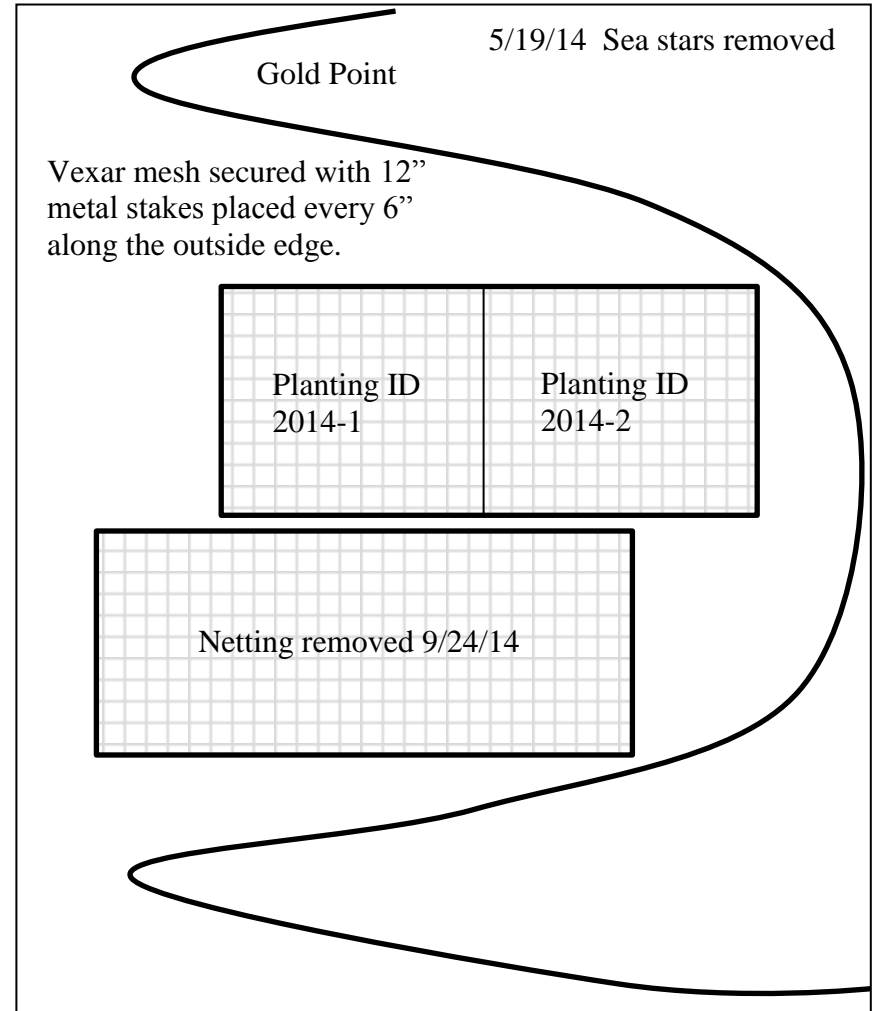 5/19/14  Sea stars removed
Gold Point
Vexar mesh secured with 12”
metal stakes placed every 6”
along the outside edge.
Planting ID
2014-1
Planting ID
2014-2
Netting removed 9/24/14